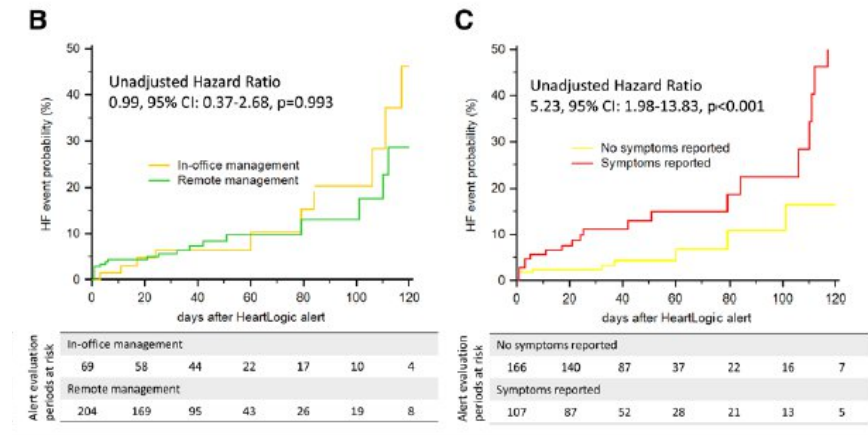 B
50
40
30
20
10
0
HF event probability (%)
Unadjusted Hazard Ratio
0.99, 95% CI: 0.37-2.68, p=0.993
In-office management
Remote management
0 20 40 60 80 100 120
days after HeartLogic alert
Alert evaluation
periods at risk
In-office management
69 58 44 22 17 10 4
Remote management
204 169 95 43 26 19 8
C
50
40
30
20
10
0
HF event probability (%)
Unadjusted Hazard Ratio
5.23, 95% CI: 1.98-13.83, p<0.001
No symptoms reported
Symptoms reported
0 20 40 60 80 100 120
days after HeartLogic alert
Alert evaluation
periods at risk
No symptoms reported
166 140 87 37 22 16 7
Symptoms reported
107 87 52 28 21 13 5